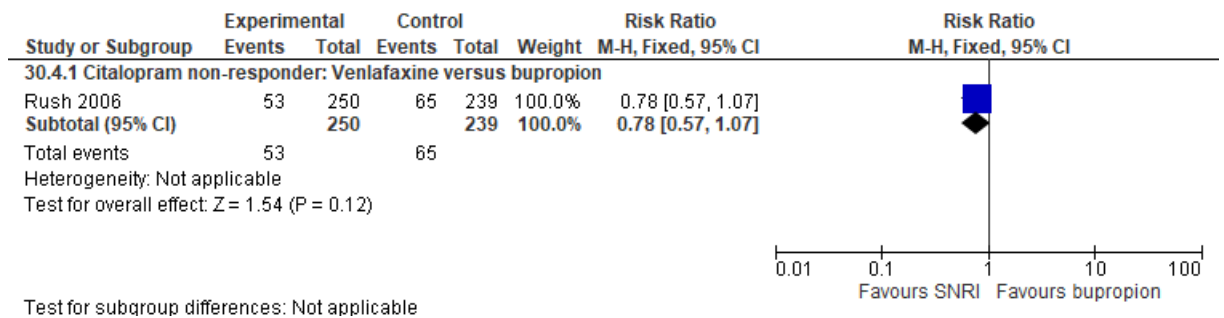 Experimental Control Risk Ratio Risk Ratio
Study or Subgroup Events Total Events Total Weight M-H, Fixed, 95% CI M-H, Fixed, 95% CI
30.4.1 Citalopram non-responder: Venlafaxine versus bupropion
Rush 2006 53 250 65 239 100.0% 0.78 [0.57, 1.07]
Subtotal (95% CI) 250 239 100.0% 0.78 [0.57, 1.07]
Total events 53 65
Heterogeneity: Not applicable
Test for overall effect: Z = 1.54 (P = 0.12)
0.01 0.1 1 10 100
Favours SNRI Favours bupropion
Test for subgroup differences: Not applicable